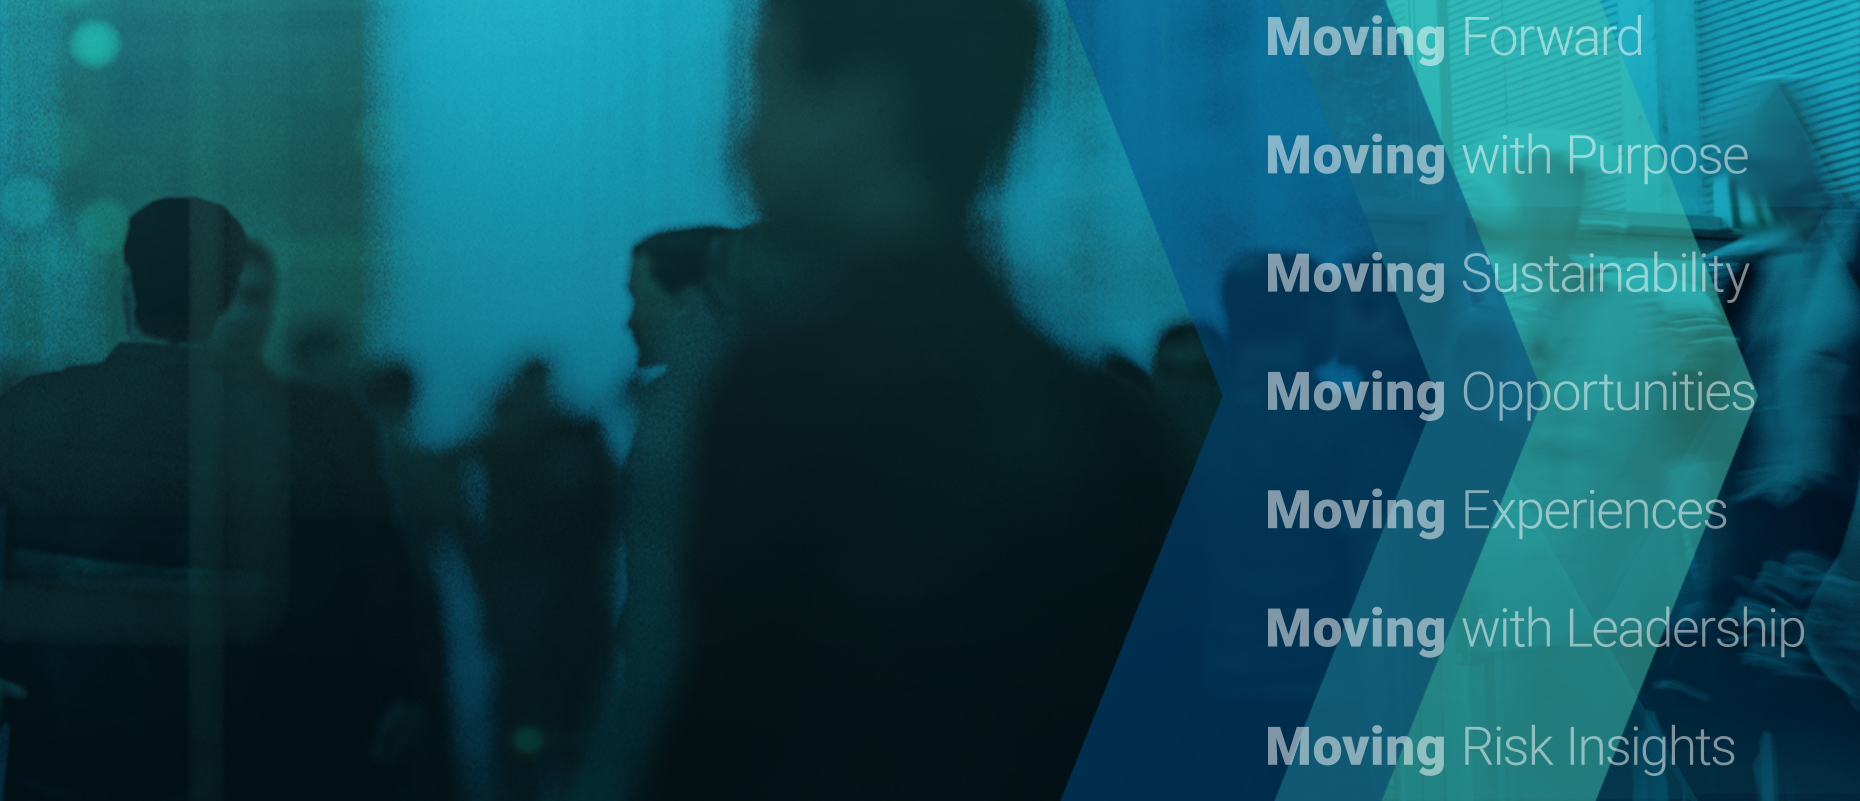 Moving Forward
Moving with Purpose
Moving Sustainability
Moving Opportunities
Moving Experiences
Moving with Leadership
Moving Risk Insights